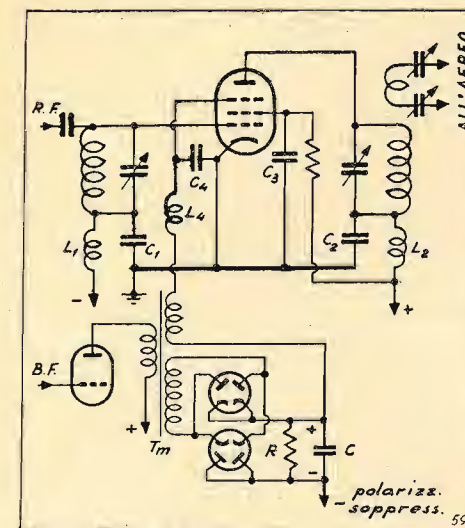 R.F.
ALL'AEREO
C4
C3
L4
L1
C1
C2
L2
-
+
B.F.
+
Tm
R
+
-
C
- polarizz.
soppress.
59